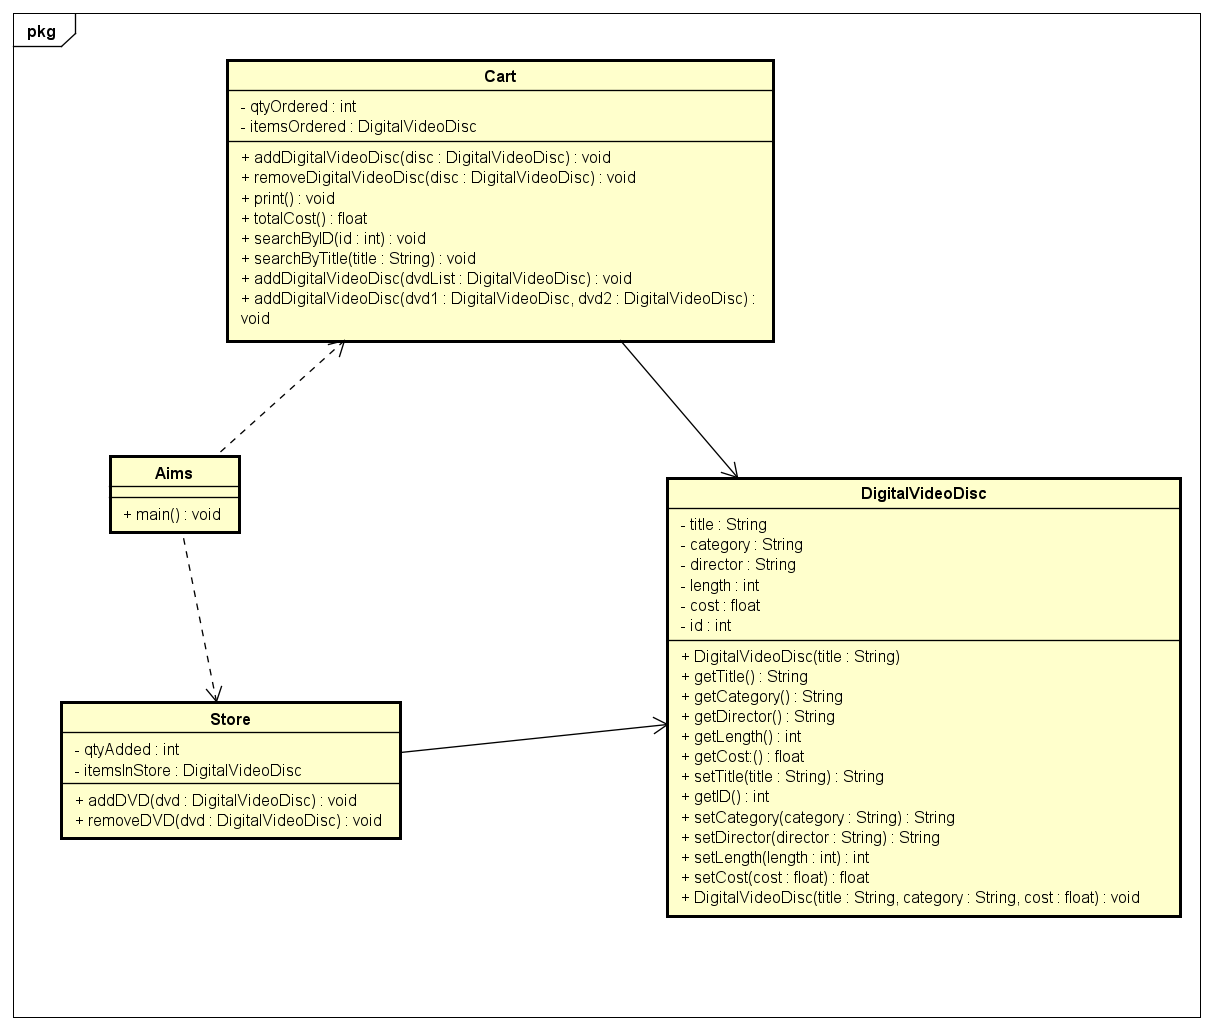 pkg
Cart
- qtyOrdered : int
- itemsOrdered : DigitalVideoDisc
+ addDigitalVideoDisc(disc : DigitalVideoDisc) : void
+ removeDigitalVideoDisc(disc : DigitalVideoDisc) : void
+ print() : void
+ totalCost() : float
+ searchByID(id : int) : void
+ searchByTitle(title : String) : void
+ addDigitalVideoDisc(dvdList : DigitalVideoDisc) : void
+ addDigitalVideoDisc(dvd1 : DigitalVideoDisc, dvd2 : DigitalVideoDisc) :
void
Aims
+ main() : void
DigitalVideoDisc
- title : String
- category : String
- director : String
- length : int
- cost : float
- id : int
+ DigitalVideoDisc(title : String)
+ getTitle() : String
+ getCategory() : String
+ getDirector() : String
+ getLength() : int
+ getCost:() : float
+ setTitle(title : String) : String
+ getID() : int
+ setCategory(category : String) : String
+ setDirector(director : String) : String
+ setLength(length : int) : int
+ setCost(cost : float) : float
+ DigitalVideoDisc(title : String, category : String, cost : float) : void
Store
- qtyAdded : int
- itemsInStore : DigitalVideoDisc
+ addDVD(dvd : DigitalVideoDisc) : void
+ removeDVD(dvd : DigitalVideoDisc) : void